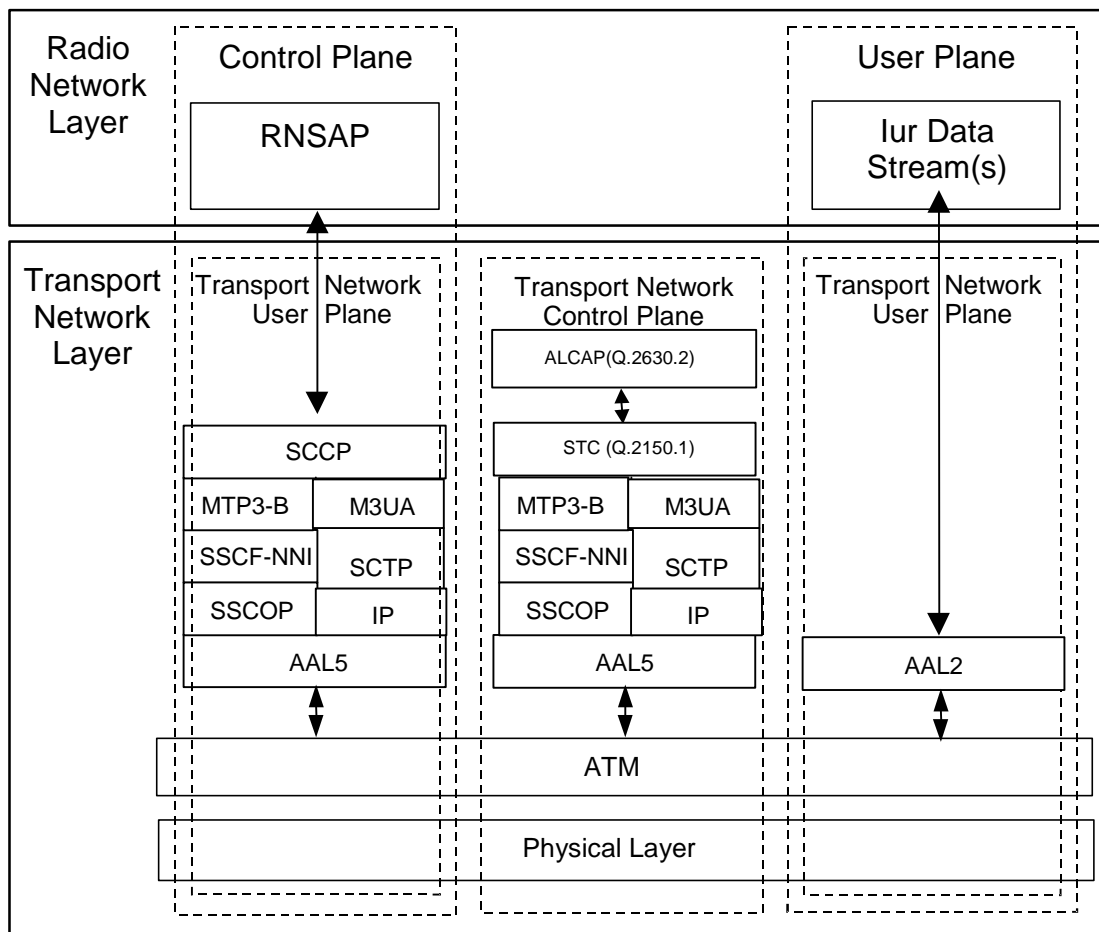 Radio
Network
Layer
Control Plane
User Plane
RNSAP
Iur Data
Stream(s)
Transport
Network
Layer
Transport Network
User Plane
Transport Network
Control Plane
Transport Network
User Plane
ALCAP(Q.2630.2)
SCCP
STC (Q.2150.1)
MTP3-B
M3UA
MTP3-B
M3UA
SSCF-NNI
SCTP
SSCF-NNI
SCTP
SSCOP
IP
SSCOP
IP
AAL5
AAL5
AAL2
ATM
Physical Layer